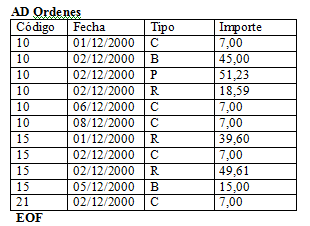 AD Ordenes
Código Fecha Tipo Importe
10 01/12/2000 C 7,00
10 02/12/2000 B 45,00
10 02/12/2000 P 51,23
10 02/12/2000 R 18,59
10 06/12/2000 C 7,00
10 08/12/2000 C 7,00
15 01/12/2000 R 39,60
15 02/12/2000 C 7,00
15 02/12/2000 R 49,61
15 05/12/2000 B 15,00
21 02/12/2000 C 7,00
EOF